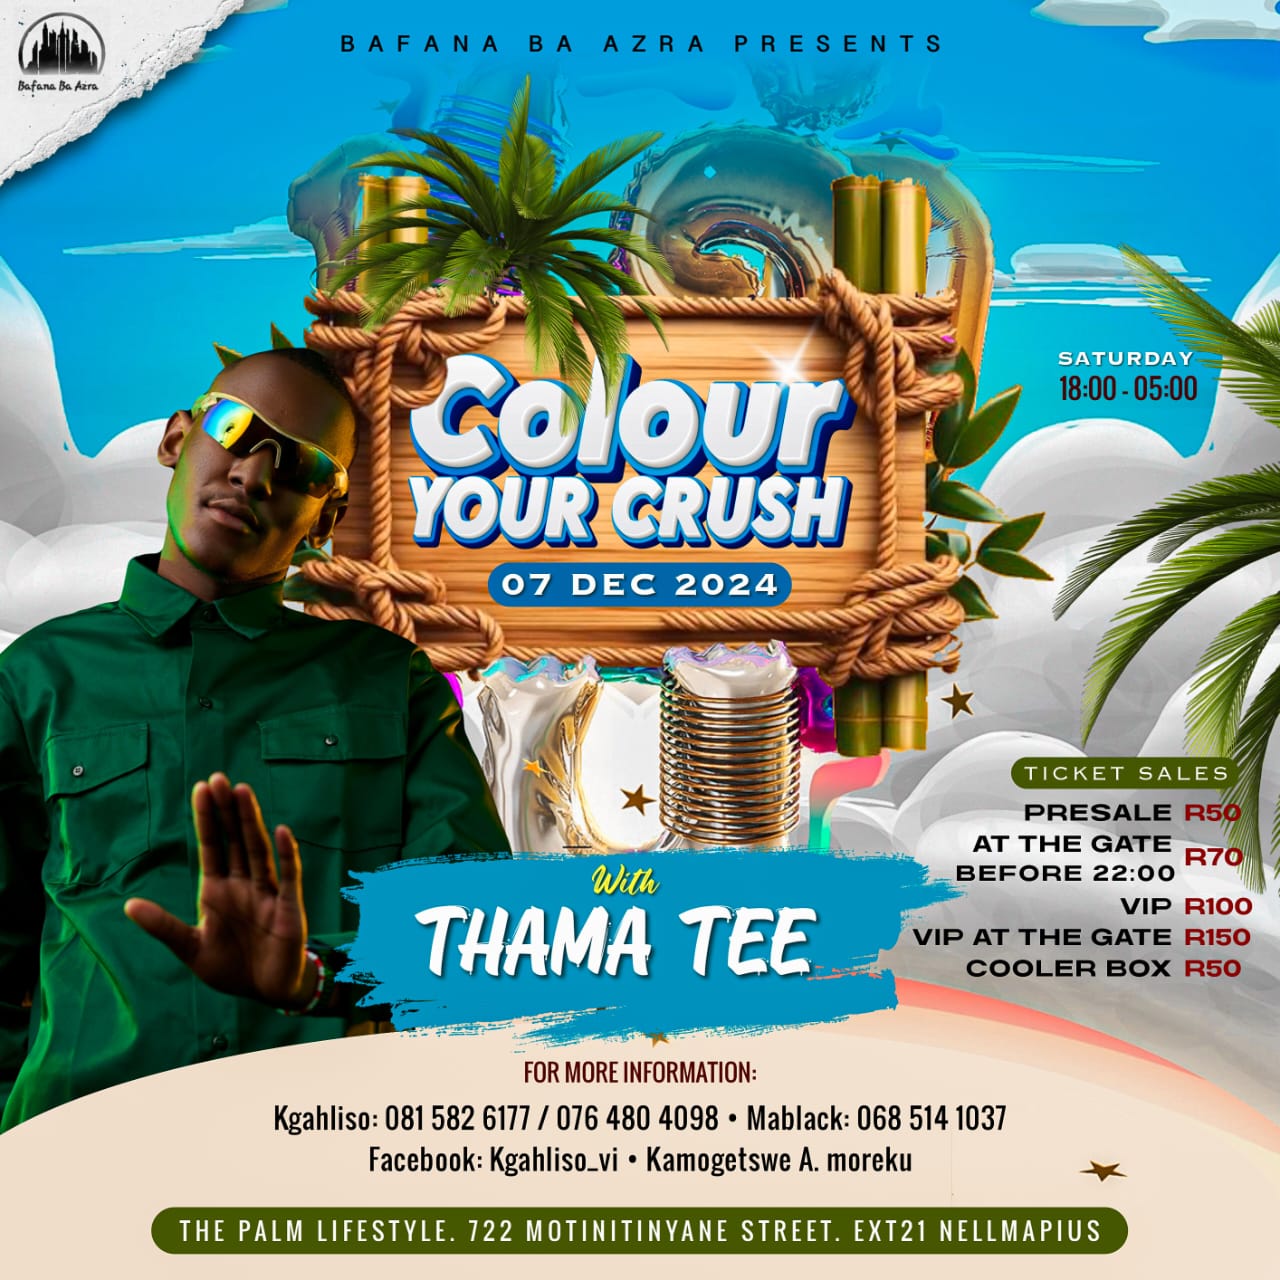 Bafana Ba Azra
BAFANA BA AZRA PRESENTS
Colour
YOUR CRUSH
07 DEC 2024
SATURDAY
18:00 - 05:00
TICKET SALES
PRESALE R50
AT THE GATE
BEFORE 22:00 R70
VIP R100
VIP AT THE GATE R150
COOLER BOX R50
With
THAMA TEE
FOR MORE INFORMATION:
Kgahliso: 081 582 6177 / 076 480 4098 • Mablack: 068 514 1037
Facebook: Kgahliso_vi • Kamogetswe A. moreku
THE PALM LIFESTYLE. 722 MOTINITINYANE STREET. EXT21 NELLMAPIUS